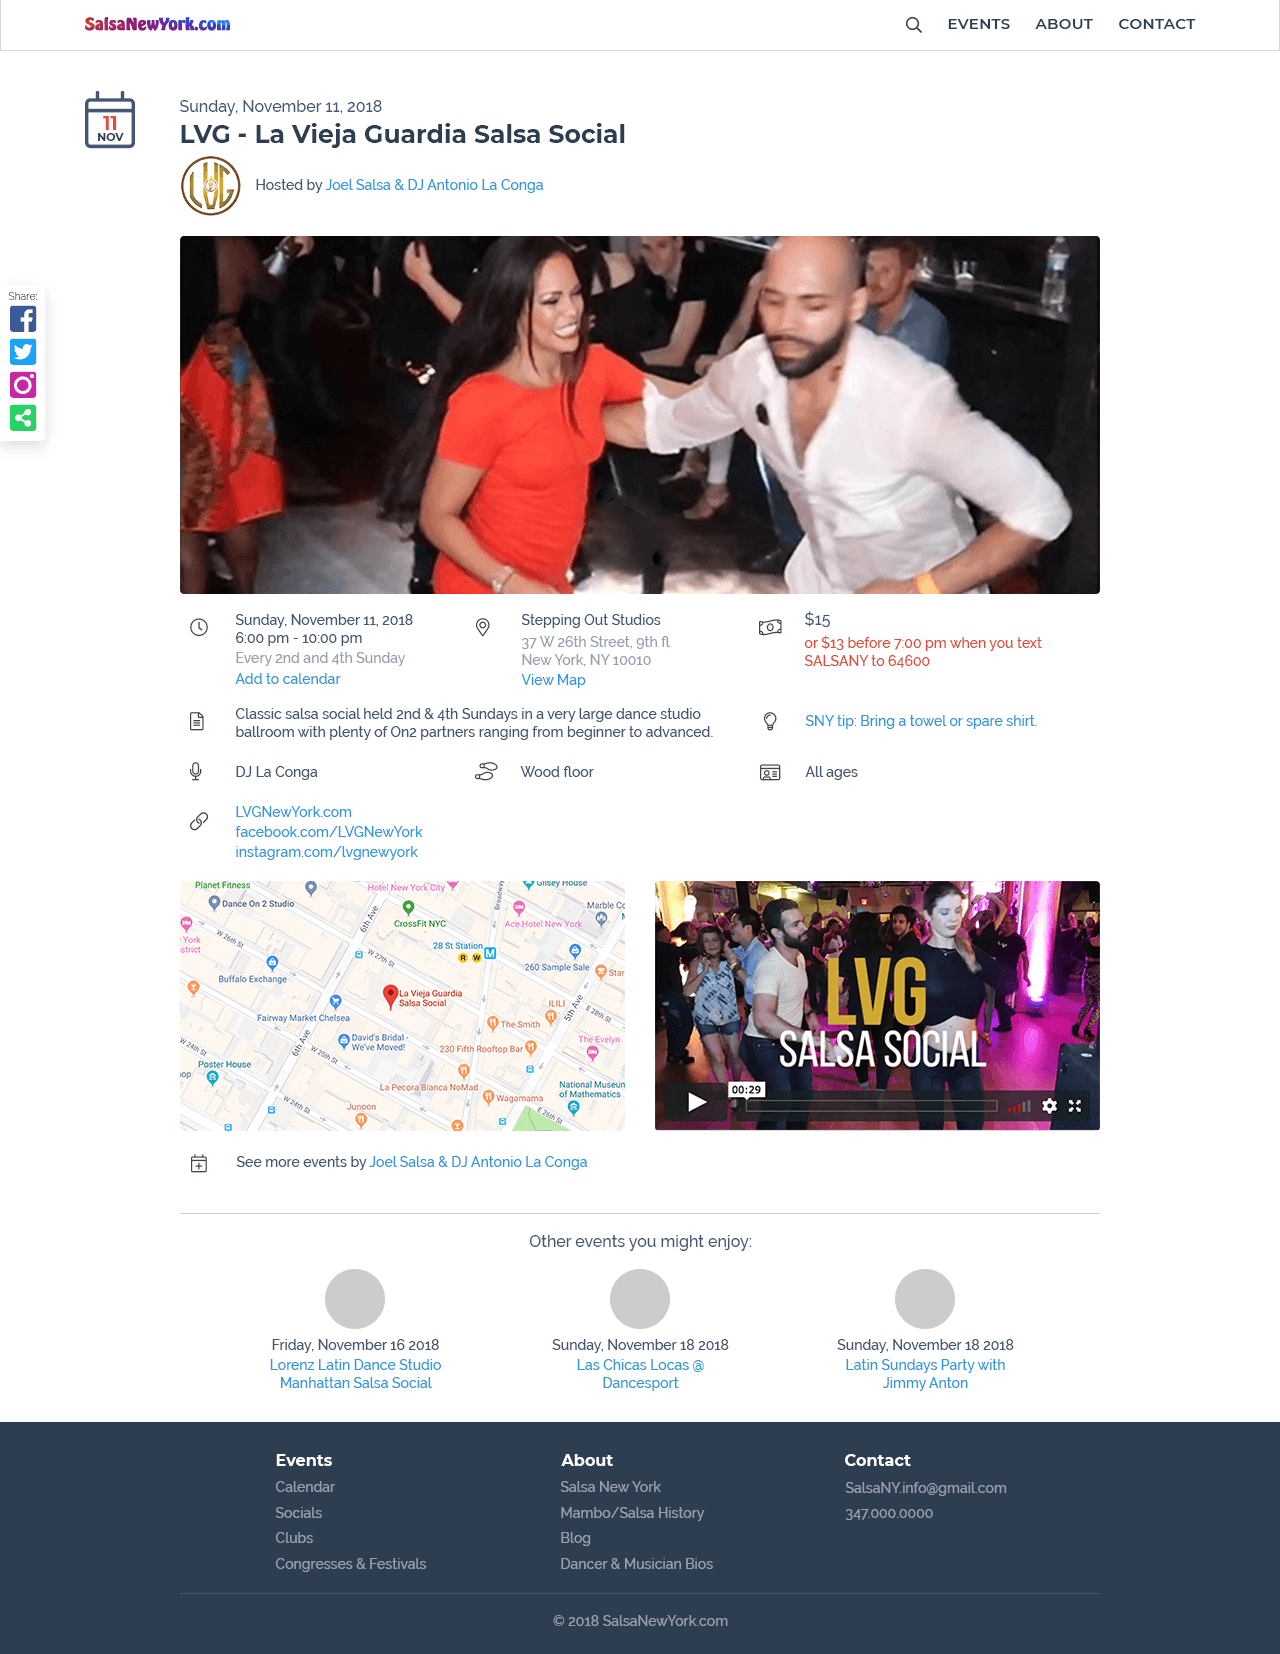 SalsaNewYork.com
EVENTS
ABOUT
CONTACT
11
NOV
Sunday, November 11, 2018
LVG - La Vieja Guardia Salsa Social
LVG
Hosted by Joel Salsa & DJ Antonio La Conga
Share:
Sunday, November 11, 2018
6:00 pm - 10:00 pm
Every 2nd and 4th Sunday
Add to calendar
Stepping Out Studios
37 W 26th Street, 9th fl
New York, NY 10010
View Map
$15
or $13 before 7:00 pm when you text
SALSANY to 64600
Classic salsa social held 2nd & 4th Sundays in a very large dance studio
ballroom with plenty of On2 partners ranging from beginner to advanced.
SNY tip: Bring a towel or spare shirt.
DJ La Conga
Wood floor
All ages
LVGNewYork.com
facebook.com/LVGNewYork
instagram.com/lvgnewyork
Planet Fitness
Hotel New York City
Gilsey House
Dance On 2 Studio
6th Ave
Broadway
Marble Co
CrossFit NYC
Ace Hotel New York
York
strict
W 26th St
28 St Station
R W M
W 27th St
260 Sample Sale
Buffalo Exchange
Star
La Vieja Guardia
Salsa Social
ILILI
E 28th St
Fairway Market Chelsea
The Smith
5th Ave
W 24th St
6th Ave
David's Bridal -
We've Moved!
230 Fifth Rooftop Bar
The Evelyn
W 25th St
Poster House
op
La Pecora Bianca NoMad
National Museum
of Mathematics
Wagamama
Junoon
W 24th St
E 26th St
LVG
SALSA SOCIAL
00:29
See more events by Joel Salsa & DJ Antonio La Conga
Other events you might enjoy:
Friday, November 16 2018
Lorenz Latin Dance Studio
Manhattan Salsa Social
Sunday, November 18 2018
Las Chicas Locas @
Dancesport
Sunday, November 18 2018
Latin Sundays Party with
Jimmy Anton
Events
Calendar
Socials
Clubs
Congresses & Festivals
About
Salsa New York
Mambo/Salsa History
Blog
Dancer & Musician Bios
Contact
SalsaNY.info@gmail.com
347.000.0000
© 2018 SalsaNewYork.com